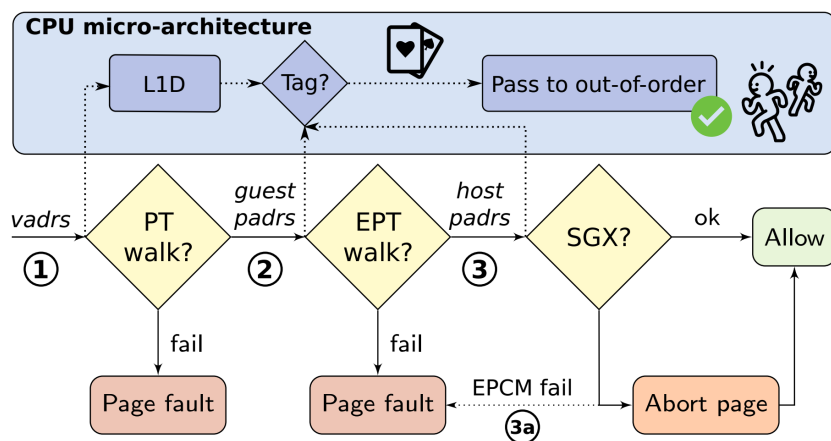 CPU micro-architecture
L1D
Tag?
Pass to out-of-order
vadrs
1
PT
walk?
guest
padrs
2
EPT
walk?
host
padrs
3
SGX?
ok
Allow
fail
fail
Page fault
Page fault
EPCM fail
3a
Abort page